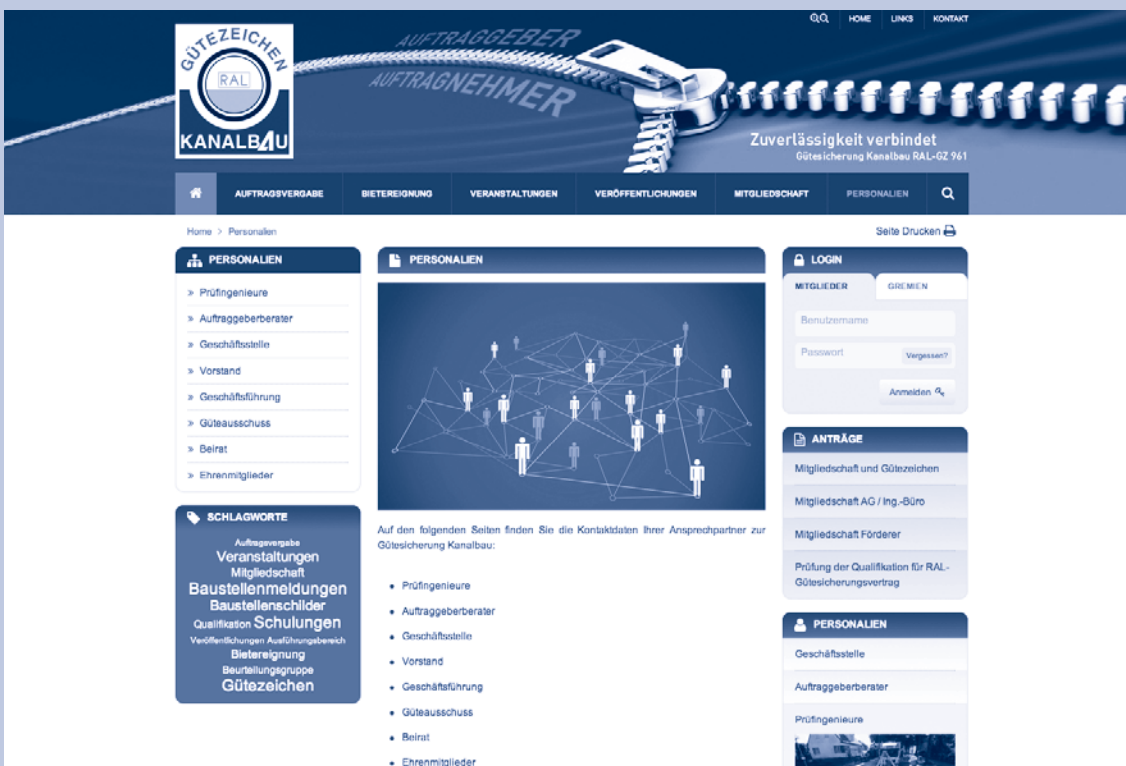 HOME LINKS KONTAKT
GÜTEZEICHEN
RAL
KANALBAU
AUFTRAGGEBER
AUFTRAGNEHMER
Zuverlässigkeit verbindet
Gütesicherung Kanalbau RAL-GZ 961
AUFTRAGSVERGABE BIETEREIGNUNG VERANSTALTUNGEN VERÖFFENTLICHUNGEN MITGLIEDSCHAFT PERSONALIEN
Home > Personalien
Seite Drucken
PERSONALIEN
» Prüfingenieure
» Auftraggeberberater
» Geschäftsstelle
» Vorstand
» Geschäftsführung
» Güteausschuss
» Beirat
» Ehrenmitglieder
SCHLAGWORTE
Auftragsvergabe
Veranstaltungen
Mitgliedschaft
Baustellenmeldungen
Baustellenschilder
Qualifikation Schulungen
Veröffentlichungen Ausführungsbereich
Bietereignung
Beurteilungsgruppe
Gütezeichen
PERSONALIEN
Auf den folgenden Seiten finden Sie die Kontaktdaten Ihrer Ansprechpartner zur
Gütesicherung Kanalbau:
• Prüfingenieure
• Auftraggeberberater
• Geschäftsstelle
• Vorstand
• Geschäftsführung
• Güteausschuss
• Beirat
• Ehrenmitglieder
LOGIN
MITGLIEDER GREMIEN
Benutzername
Passwort Vergessen?
Anmelden
ANTRÄGE
Mitgliedschaft und Gütezeichen
Mitgliedschaft AG / Ing.-Büro
Mitgliedschaft Förderer
Prüfung der Qualifikation für RAL-
Gütesicherungsvertrag
PERSONALIEN
Geschäftsstelle
Auftraggeberberater
Prüfingenieure